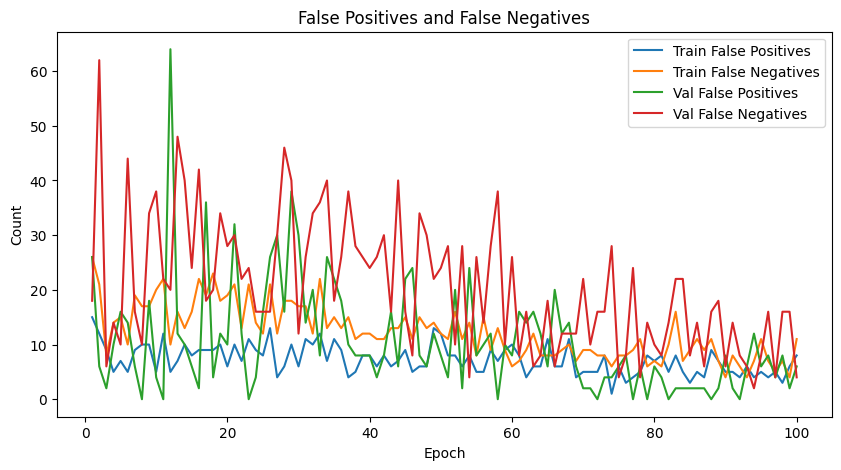 False Positives and False Negatives
Train False Positives
Train False Negatives
Val False Positives
Val False Negatives
Count
60
50
40
30
20
10
0
0 20 40 60 80 100
Epoch